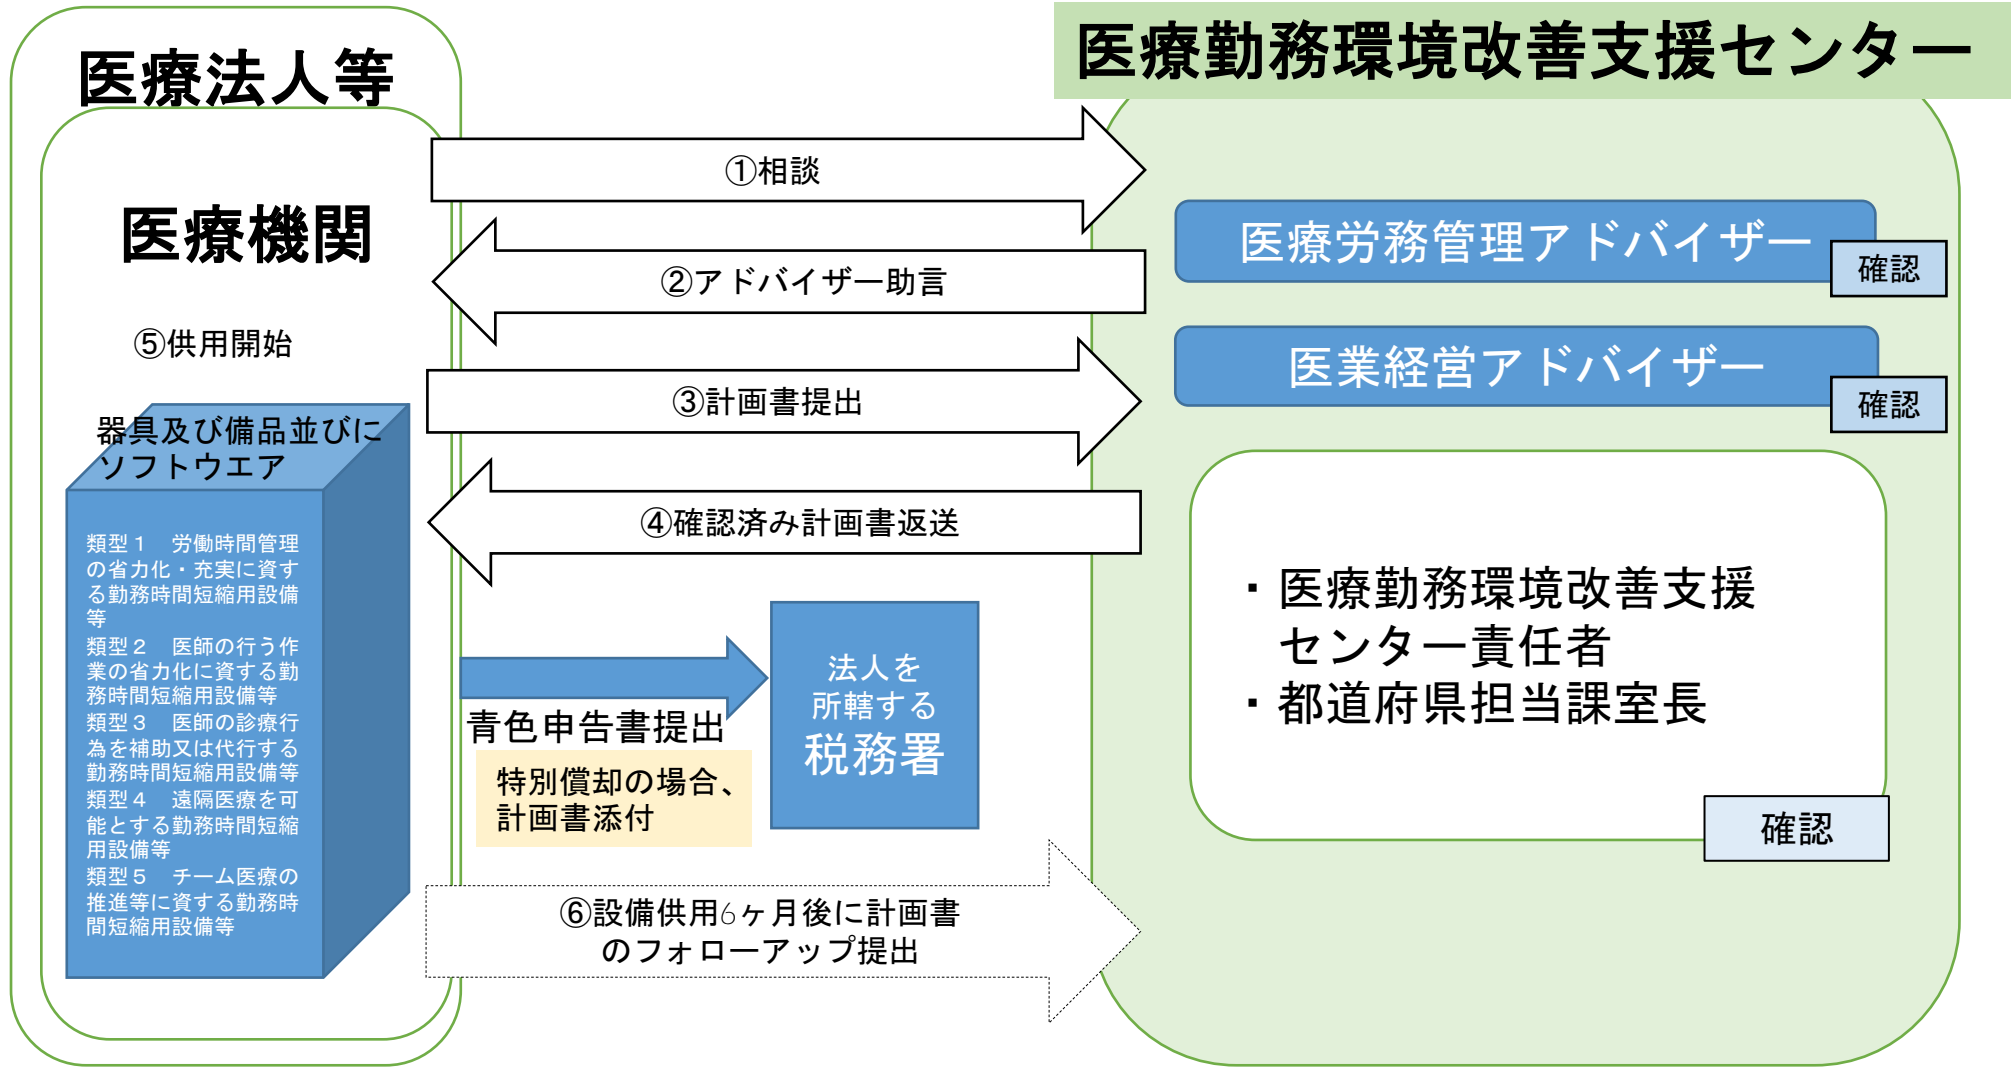 医療法人等
医療機関
⑤供用開始
器具及び備品並びに
ソフトウエア
類型１　労働時間管理
の省力化・充実に資す
る勤務時間短縮用設備
等
類型２　医師の行う作
業の省力化に資する勤
務時間短縮用設備等
類型３　医師の診療行
為を補助又は代行する
勤務時間短縮用設備等
類型４　遠隔医療を可
能とする勤務時間短縮
用設備等
類型５　チーム医療の
推進等に資する勤務時
間短縮用設備等
①相談
②アドバイザー助言
③計画書提出
④確認済み計画書返送
青色申告書提出
特別償却の場合、
計画書添付
法人を
所轄する
税務署
⑥設備供用6ヶ月後に計画書
のフォローアップ提出
医療勤務環境改善支援センター
医療労務管理アドバイザー
確認
医業経営アドバイザー
確認
・医療勤務環境改善支援
センター責任者
・都道府県担当課室長
確認